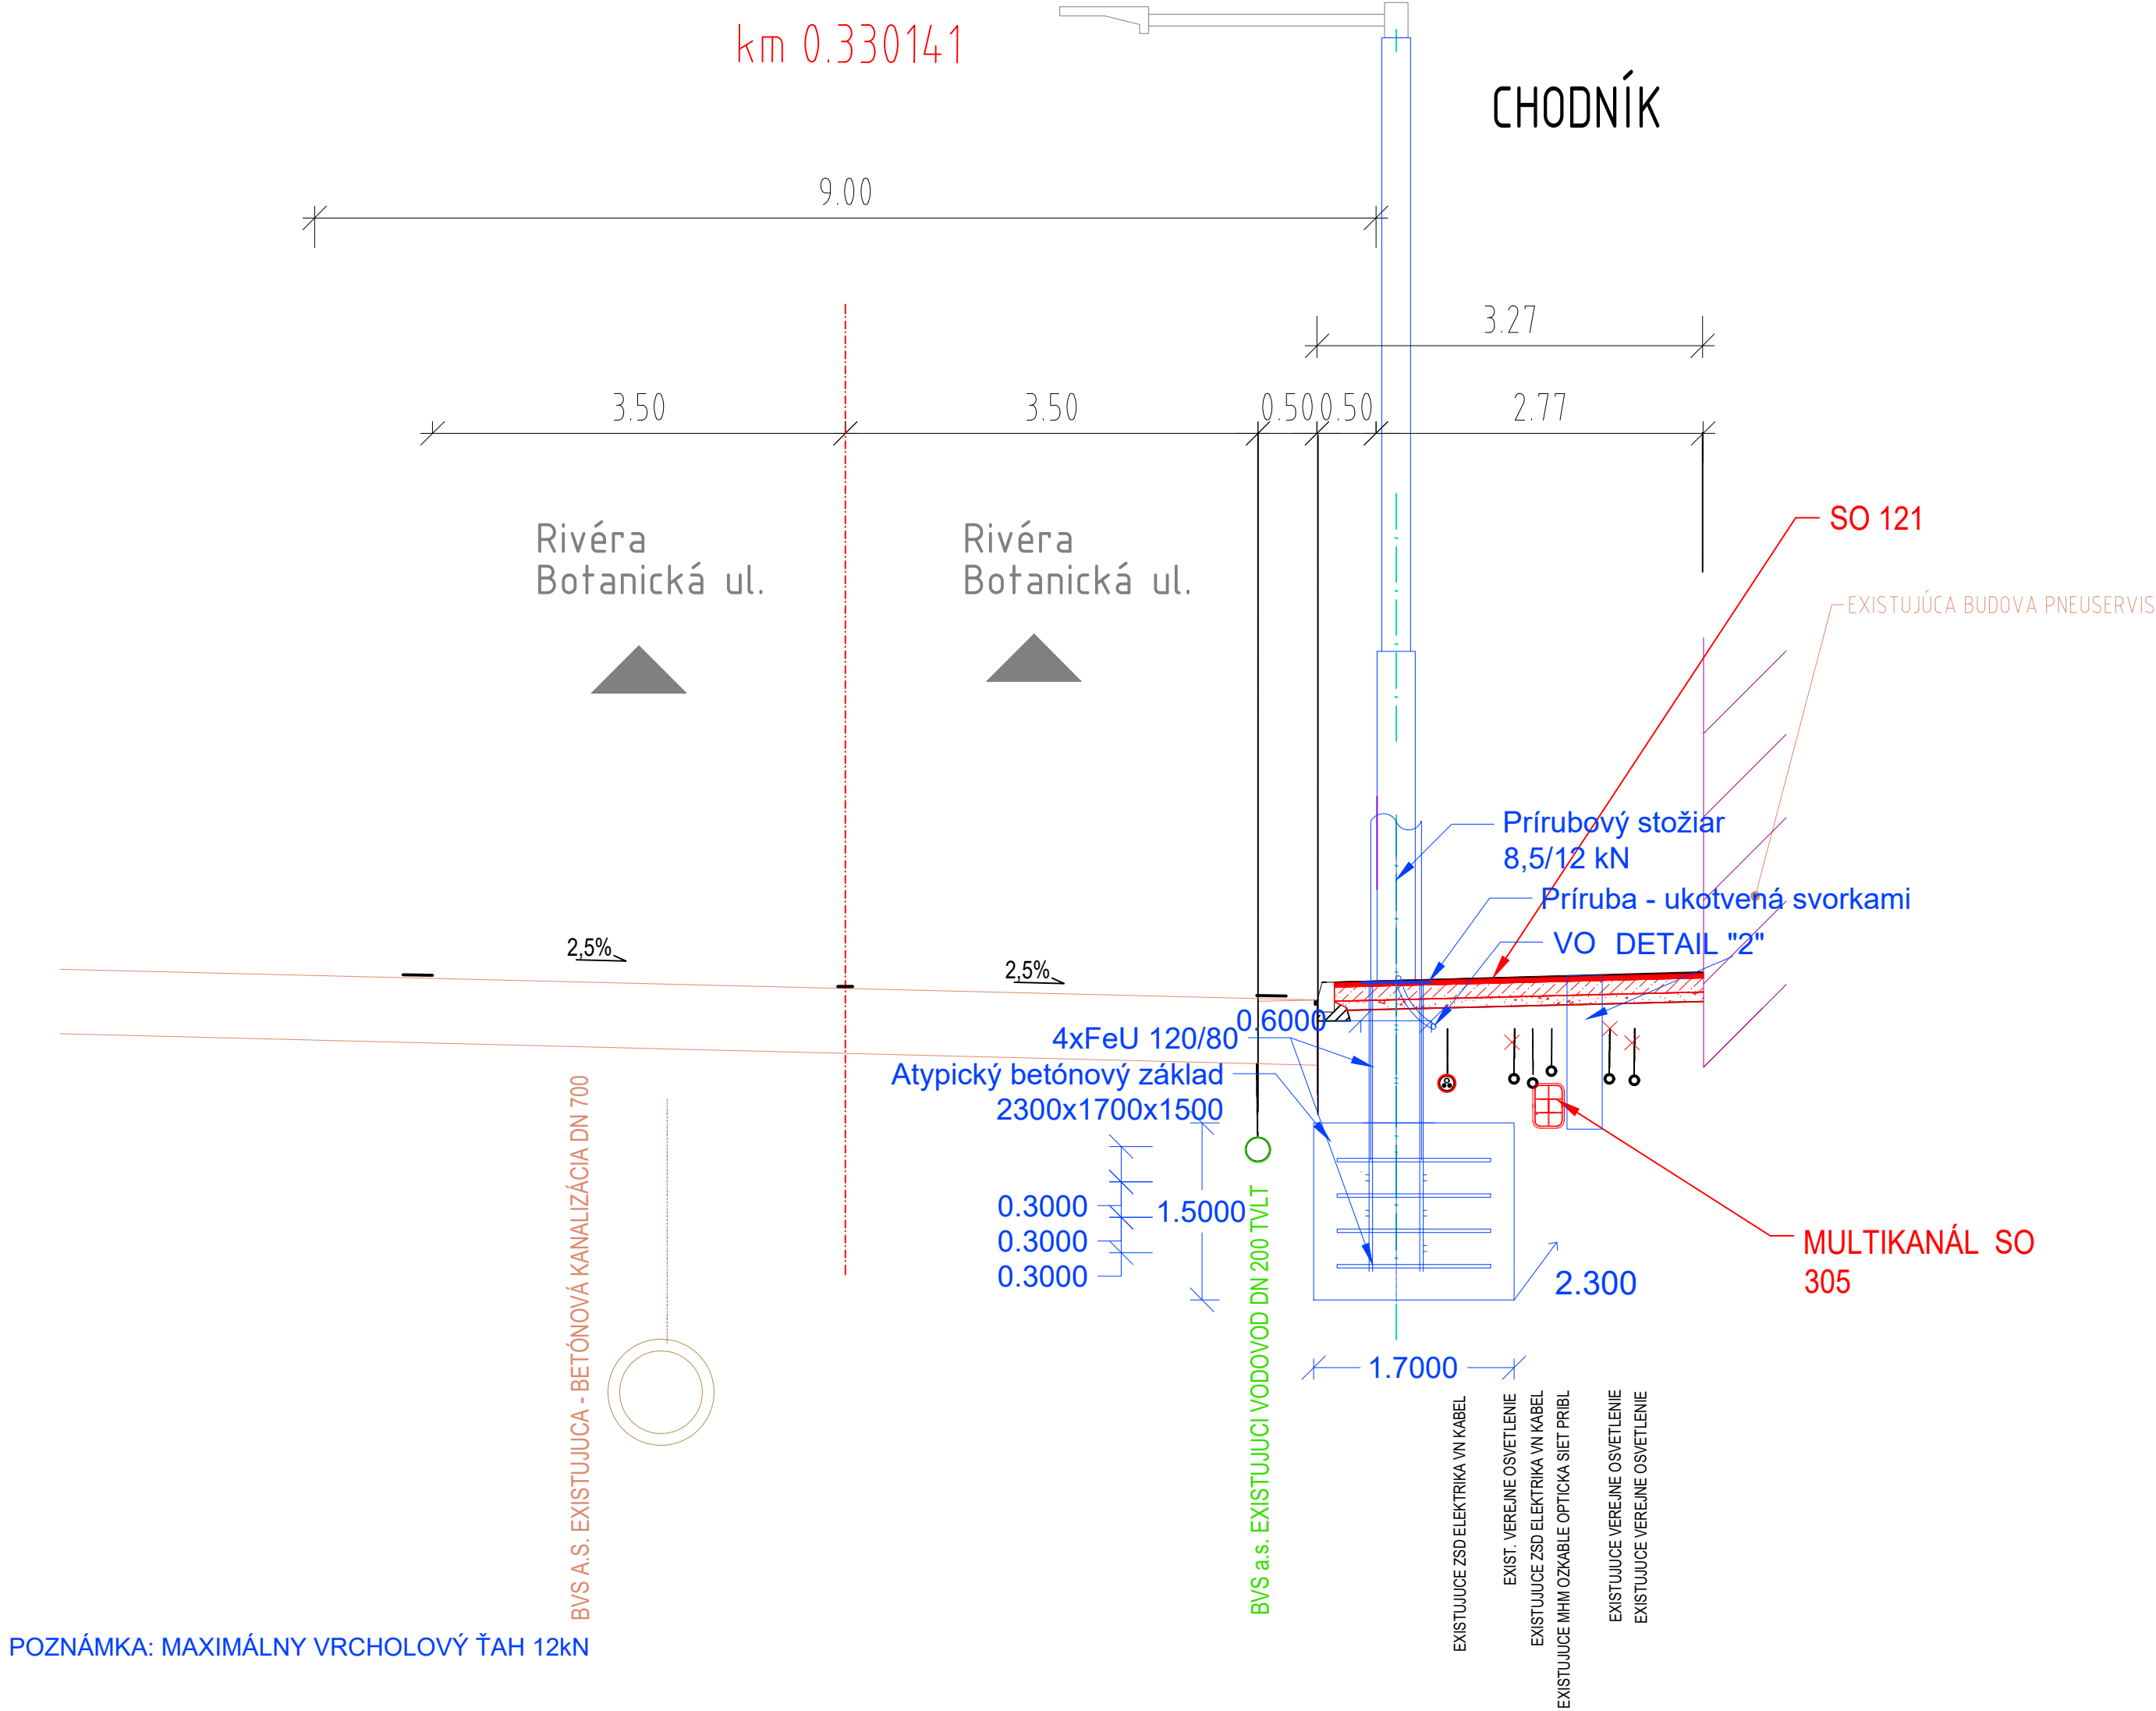 km 0.330141
CHODNÍK
9.00
3.27
3.50
3.50
0.50
0.50
2.77
Rivéra
Botanická ul.
Rivéra
Botanická ul.
SO 121
EXISTUJÚCA BUDOVA PNEUSERVIS
Prírubový stožiar
8,5/12 kN
Príruba - ukotvená svorkami
VO DETAIL "2"
2,5%
2,5%
0.6000
4xFeU 120/80
Atypický betónový základ
2300x1700x1500
0.3000
0.3000
0.3000
1.5000
2.300
1.7000
MULTIKANÁL SO
305
BVS A.S. EXISTUJUCA - BETÓNOVÁ KANALIZÁCIA DN 700
BVS a.s. EXISTUJUCI VODOVOD DN 200 TVLT
EXISTUJUCE ZSD ELEKTRIKA VN KABEL
EXIST. VEREJNE OSVETLENIE
EXISTUJUCE ZSD ELEKTRIKA VN KABEL
EXISTUJUCE MHM OZKABLE OPTICKA SIET PRIBL
EXISTUJUCE VEREJNE OSVETLENIE
EXISTUJUCE VEREJNE OSVETLENIE
POZNÁMKA: MAXIMÁLNY VRCHOLOVÝ ŤAH 12kN